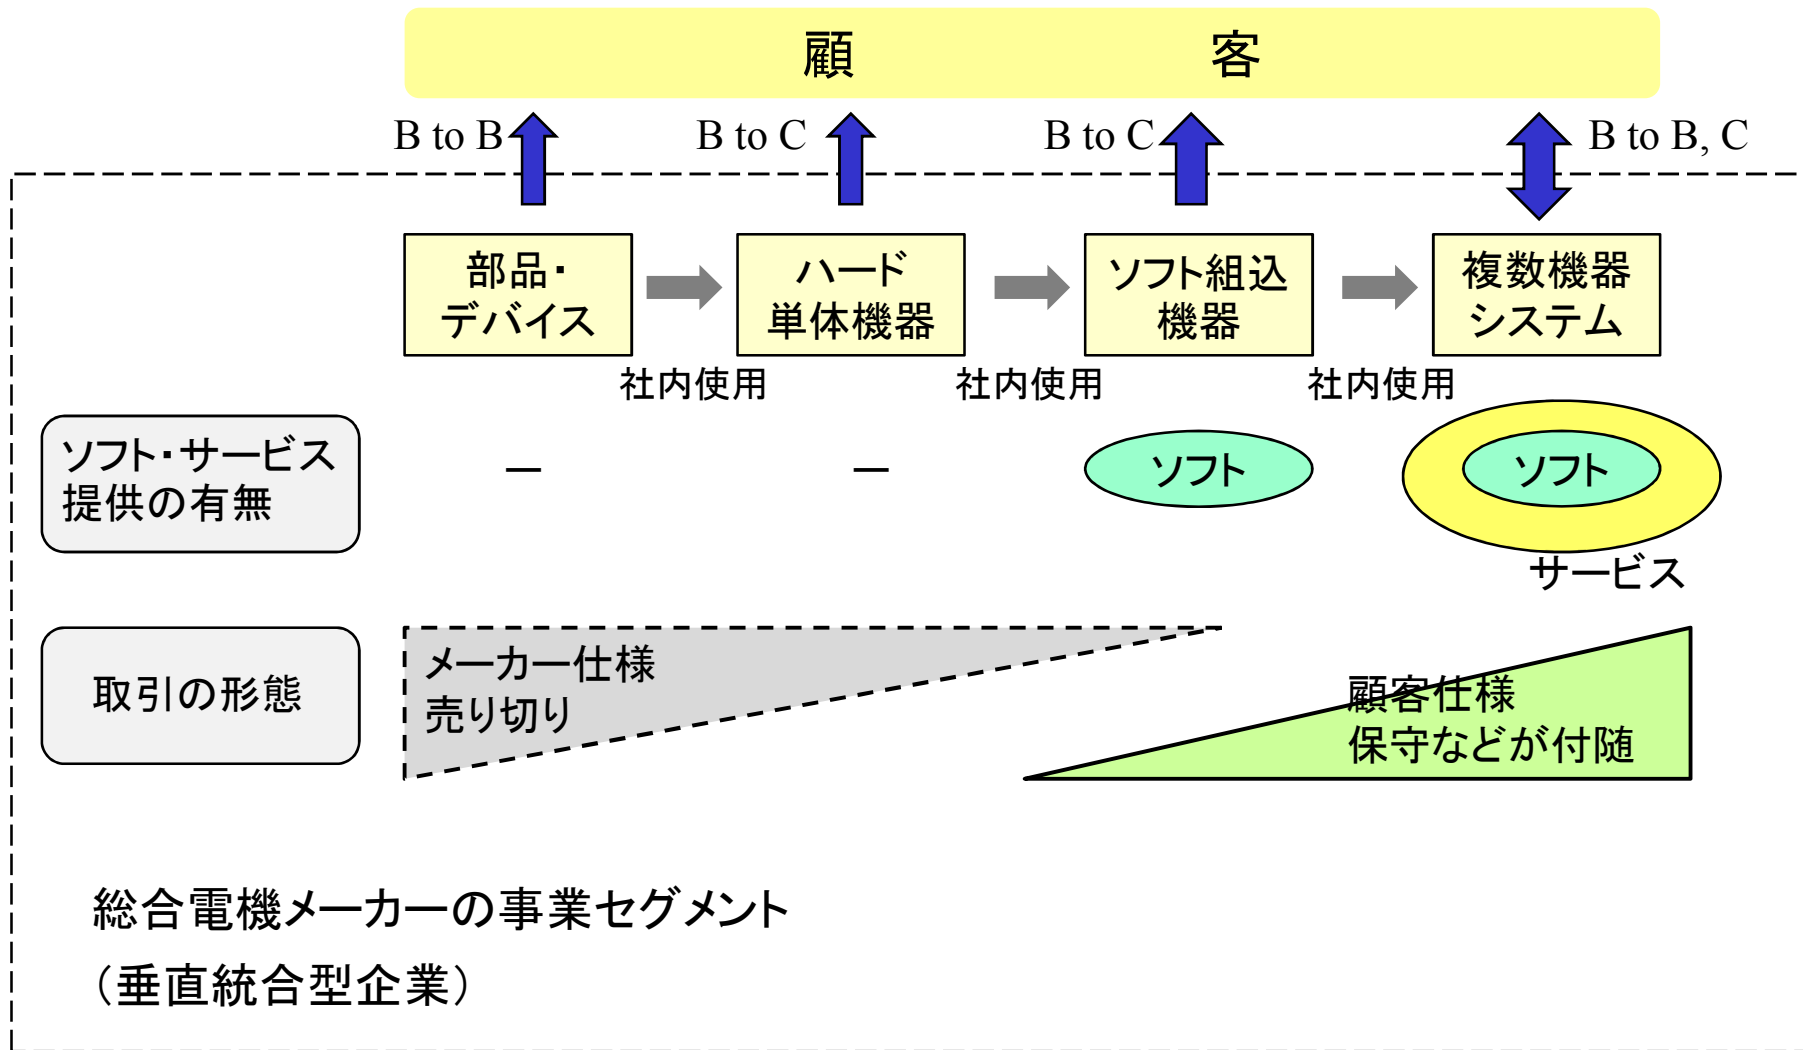 顧客
B to B
B to C
B to C
B to B, C
部品・
デバイス
ハード
単体機器
ソフト組込
機器
複数機器
システム
社内使用
社内使用
社内使用
ソフト・サービス
提供の有無
－
－
ソフト
ソフト
サービス
取引の形態
メーカー仕様
売り切り
顧客仕様
保守などが付随
総合電機メーカーの事業セグメント
（垂直統合型企業）